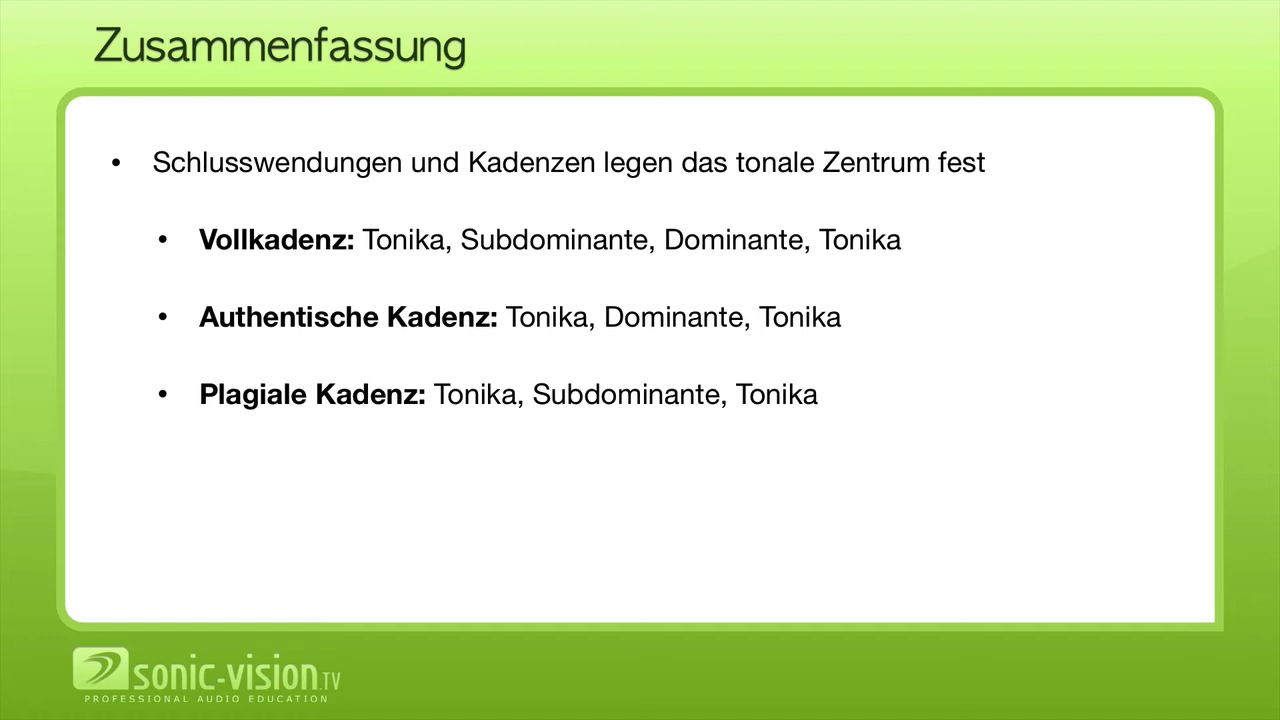 Zusammenfassung
• Schlusswendungen und Kadenzen legen das tonale Zentrum fest
• Vollkadenz: Tonika, Subdominante, Dominante, Tonika
• Authentische Kadenz: Tonika, Dominante, Tonika
• Plagiale Kadenz: Tonika, Subdominante, Tonika
sonic-vision.TV
PROFESSIONAL AUDIO EDUCATION